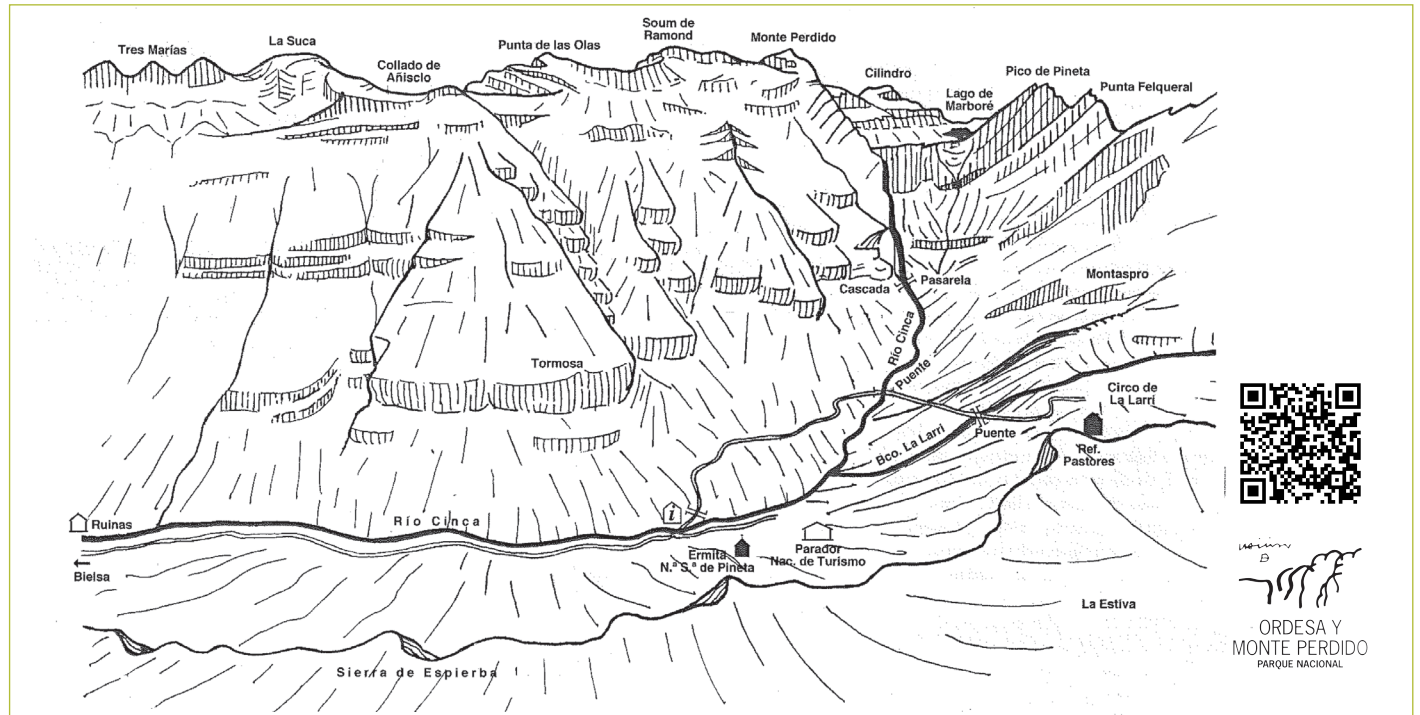 Tres Marías
La Suca
Collado de
Añisclo
Punta de las Olas
Soum de
Ramond
Monte Perdido
Cilindro
Lago de
Marboré
Pico de Pineta
Punta Felqueral
Montaspro
Cascada
Pasarela
Río Cinca
Puente
Tormosa
Circo de
La Larri
Puente
Bco. La Larri
Ref.
Pastores
Ruinas
Río Cinca
i
Bielsa
Ermita
N.ª S.ª de Pineta
Parador
Nac. de Turismo
La Estiva
Sierra de Espierba
ORDESA Y
MONTE PERDIDO
PARQUE NACIONAL